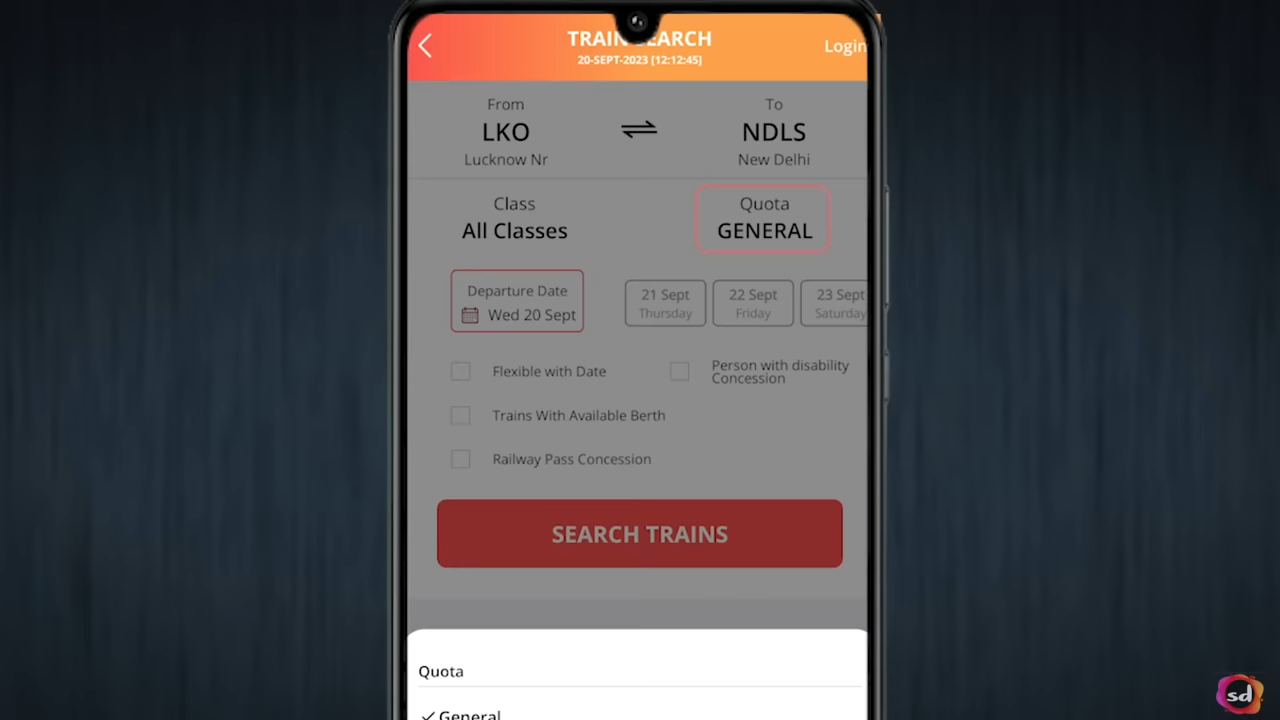 TRAIN SEARCH
20-SEPT-2023 [12:12:45]
Login
From
To
LKO
NDLS
Lucknow Nr
New Delhi
Class
Quota
All Classes
GENERAL
Departure Date
Wed 20 Sept
21 Sept
Thursday
22 Sept
Friday
23 Sept
Saturday
Flexible with Date
Person with disability
Concession
Trains With Available Berth
Railway Pass Concession
SEARCH TRAINS
Quota
General
sd